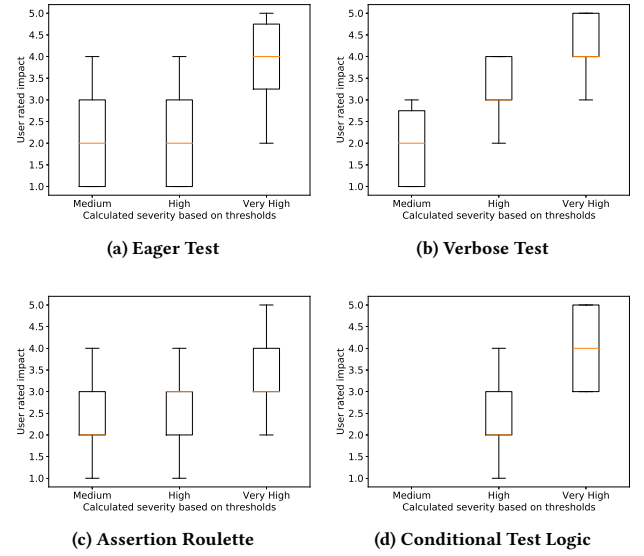 5.0
4.5
4.0
3.5
3.0
2.5
2.0
1.5
1.0
User rated impact
Medium High Very High
Calculated severity based on thresholds
(a) Eager Test
5.0
4.5
4.0
3.5
3.0
2.5
2.0
1.5
1.0
User rated impact
Medium High Very High
Calculated severity based on thresholds
(b) Verbose Test
5.0
4.5
4.0
3.5
3.0
2.5
2.0
1.5
1.0
User rated impact
Medium High Very High
Calculated severity based on thresholds
(c) Assertion Roulette
5.0
4.5
4.0
3.5
3.0
2.5
2.0
1.5
1.0
User rated impact
Medium High Very High
Calculated severity based on thresholds
(d) Conditional Test Logic